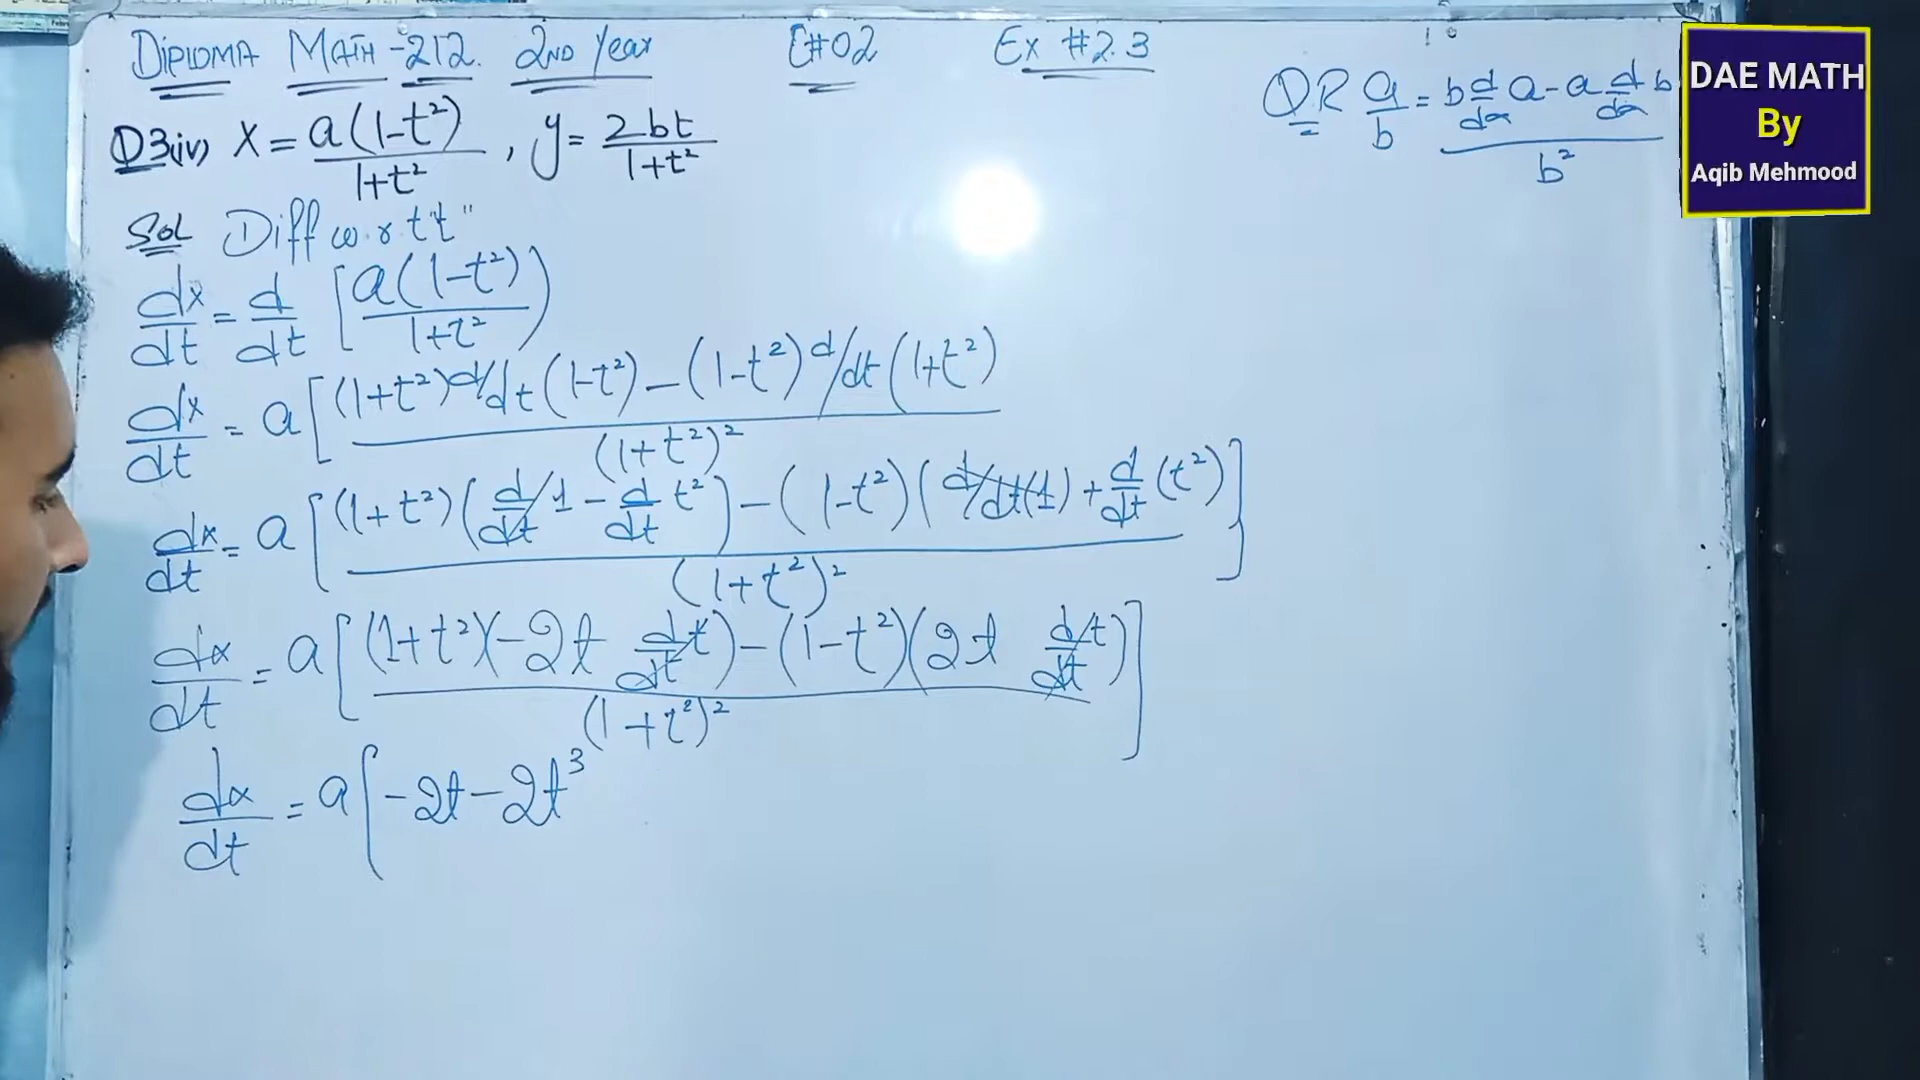 DIPLOMA MATH-212. 2ND Year C#02 Ex #2.3
QR a/b = (b d/dx a - a d/dx b)/b²
DAE MATH
By
Aqib Mehmood
Q3(iv) x = a(1-t²)/(1+t²), y = 2bt/(1+t²)
Sol Diff w.r.t "t"
dx/dt = d/dt [a(1-t²)/(1+t²)]
dx/dt = a[((1+t²) d/dt (1-t²) - (1-t²) d/dt (1+t²))/(1+t²)²
dx/dt = a[((1+t²)(d/dt 1 - d/dt t²) - (1-t²)(d/dt(1) + d/dt (t²))/(1+t²)²]
dx/dt = a[((1+t²)(-2t d/dt t) - (1-t²)(2t d/dt t))/(1+t²)²]
dx/dt = a[-2t-2t³